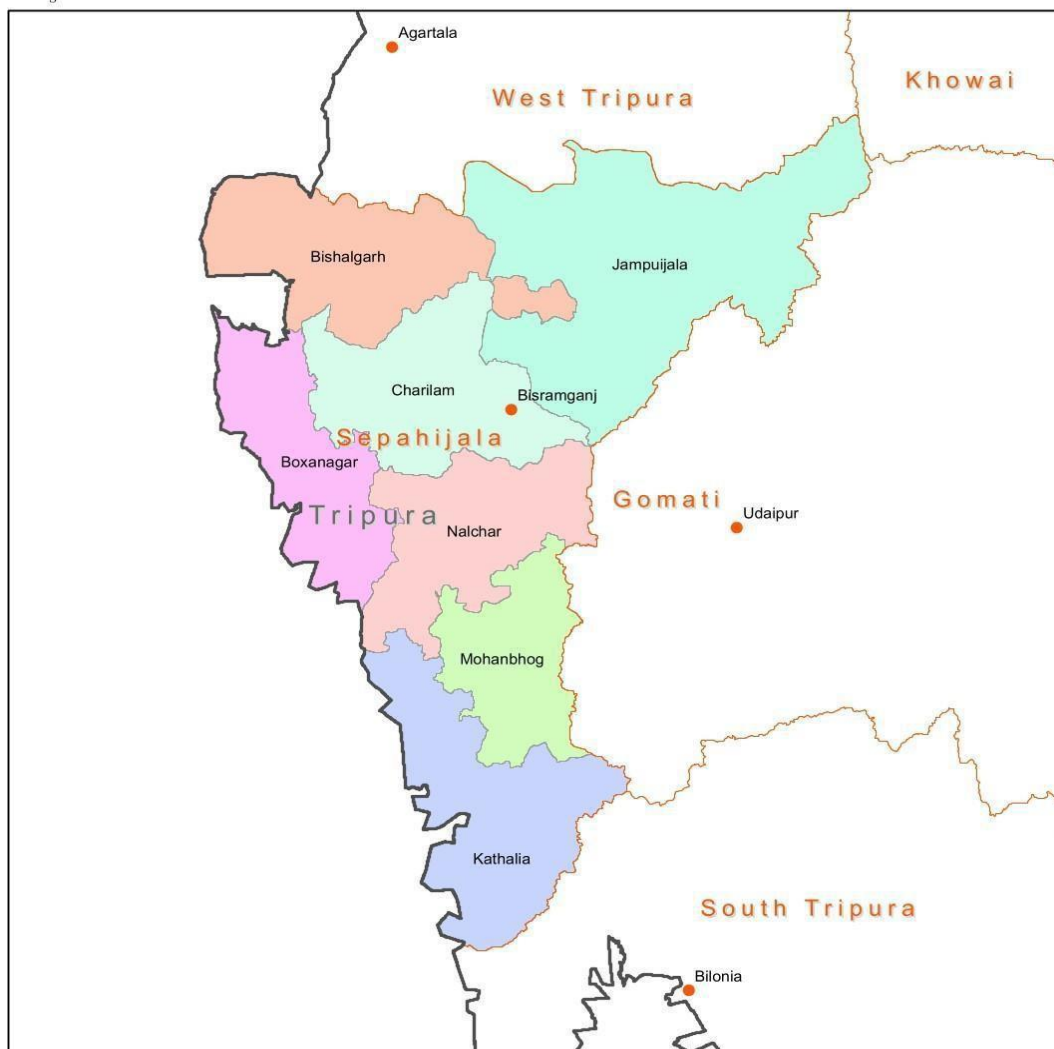 Agartala
West Tripura
Khowai
Bishalgarh
Jampuijala
Charilam
Bisramganj
Sepahijala
Boxanagar
Gomati
Tripura
Udaipur
Nalchar
Mohanbhog
Kathalia
South Tripura
Bilonia